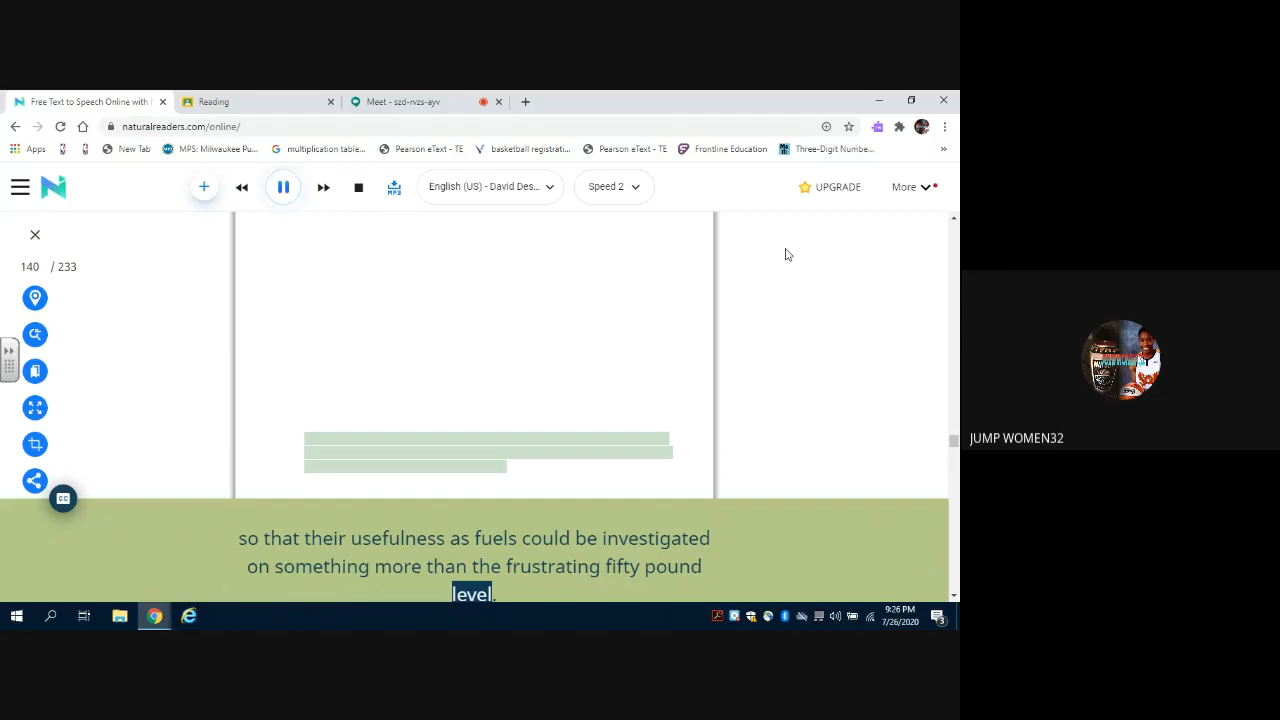 Free Text to Speech Online with
Reading
Meet - szd-rvzs-ayv
naturalreaders.com/online/
Apps
New Tab
MPS: Milwaukee Pu...
multiplication table...
Pearson eText - TE
basketball registrati...
Pearson eText - TE
Frontline Education
Three-Digit Numbe...
»
MP3
English (US) - David Des...
Speed 2
UPGRADE
More
140 / 233
CC
so that their usefulness as fuels could be investigated
on something more than the frustrating fifty pound
level.
JUMP WOMEN32
9:26 PM
7/26/2020
3